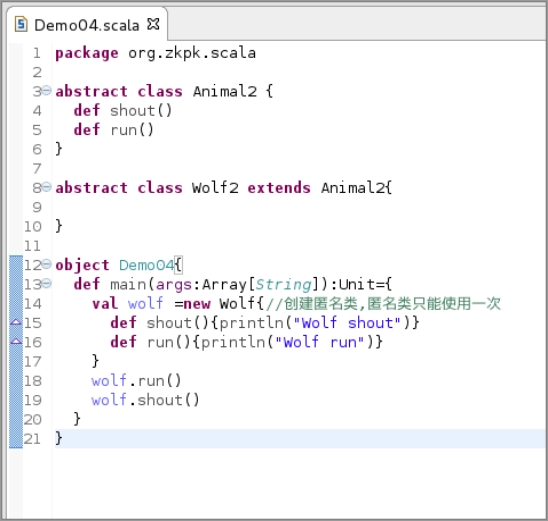 Demo04.scala
1 package org.zkpk.scala
2
3 abstract class Animal2 {
4 def shout()
5 def run()
6 }
7
8 abstract class Wolf2 extends Animal2{
9
10 }
11
12 object Demo04{
13 def main(args:Array[String]):Unit={
14 val wolf =new Wolf{//创建匿名类,匿名类只能使用一次
15 def shout(){println("Wolf shout")}
16 def run(){println("Wolf run")}
17 }
18 wolf.run()
19 wolf.shout()
20 }
21 }